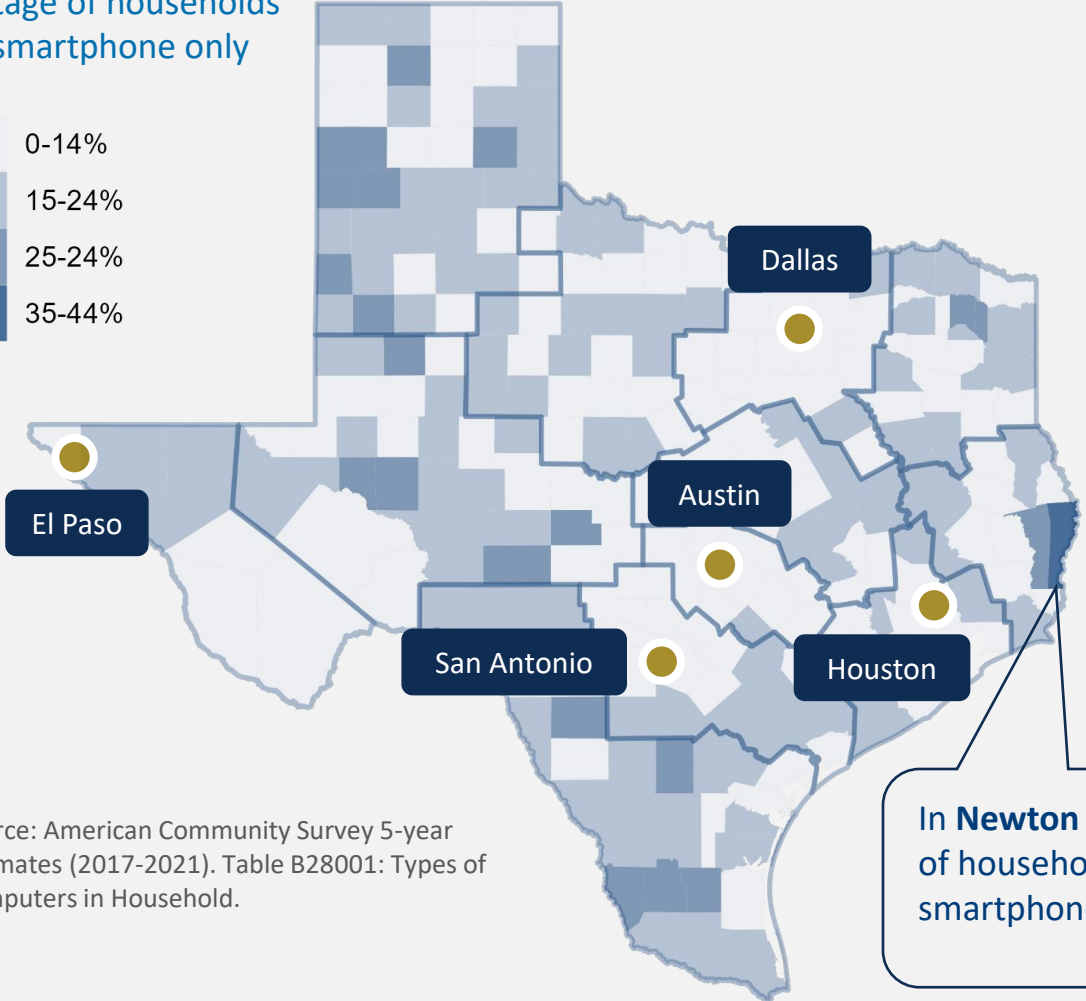 tage of households
smartphone only
0-14%
15-24%
25-24%
35-44%
Dallas
El Paso
Austin
San Antonio
Houston
In Newton
of househo
smartphon
rce: American Community Survey 5-year
mates (2017-2021). Table B28001: Types of
puters in Household.